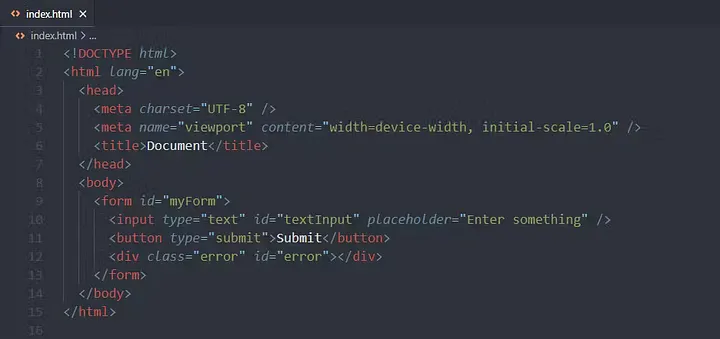 index.html ×
index.html > ...
1 <!DOCTYPE html>
2 <html lang="en">
3 <head>
4 <meta charset="UTF-8" />
5 <meta name="viewport" content="width=device-width, initial-scale=1.0" />
6 <title>Document</title>
7 </head>
8 <body>
9 <form id="myForm">
10 <input type="text" id="textInput" placeholder="Enter something" />
11 <button type="submit">Submit</button>
12 <div class="error" id="error"></div>
13 </form>
14 </body>
15 </html>
16